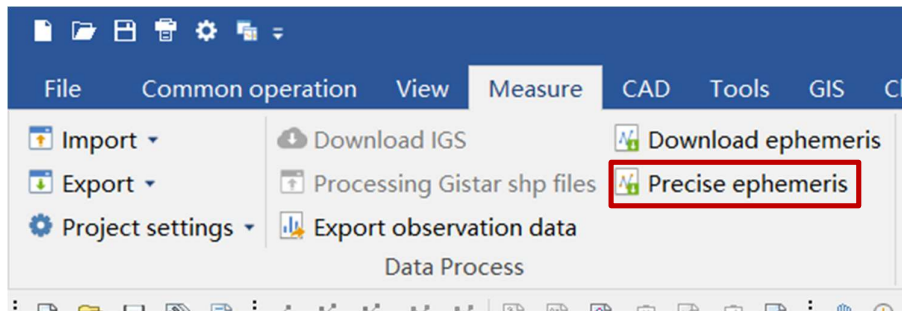 File Common operation View Measure CAD Tools GIS
Import Download IGS Download ephemeris
Export Processing Gistar shp files Precise ephemeris
Project settings Export observation data
Data Process